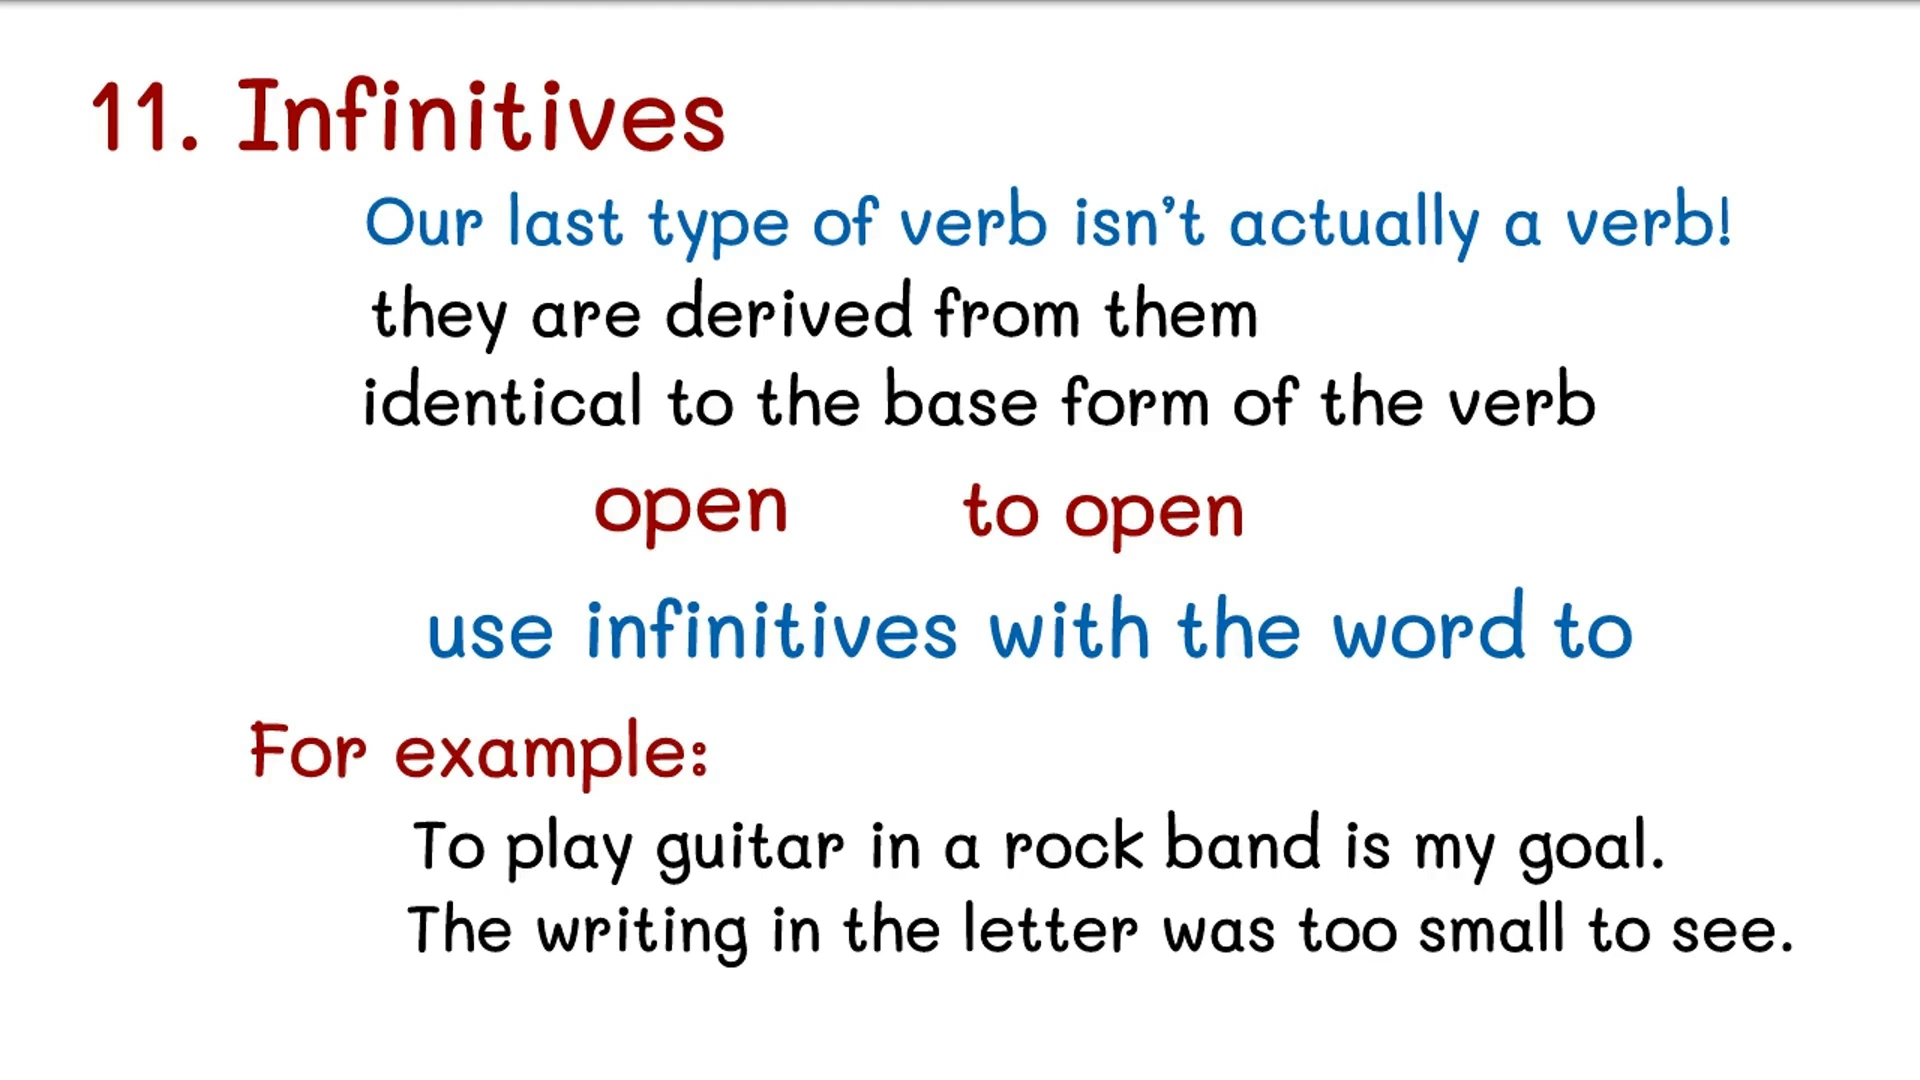 11. Infinitives
Our last type of verb isn't actually a verb!
they are derived from them
identical to the base form of the verb
open to open
use infinitives with the word to
For example:
To play guitar in a rock band is my goal.
The writing in the letter was too small to see.